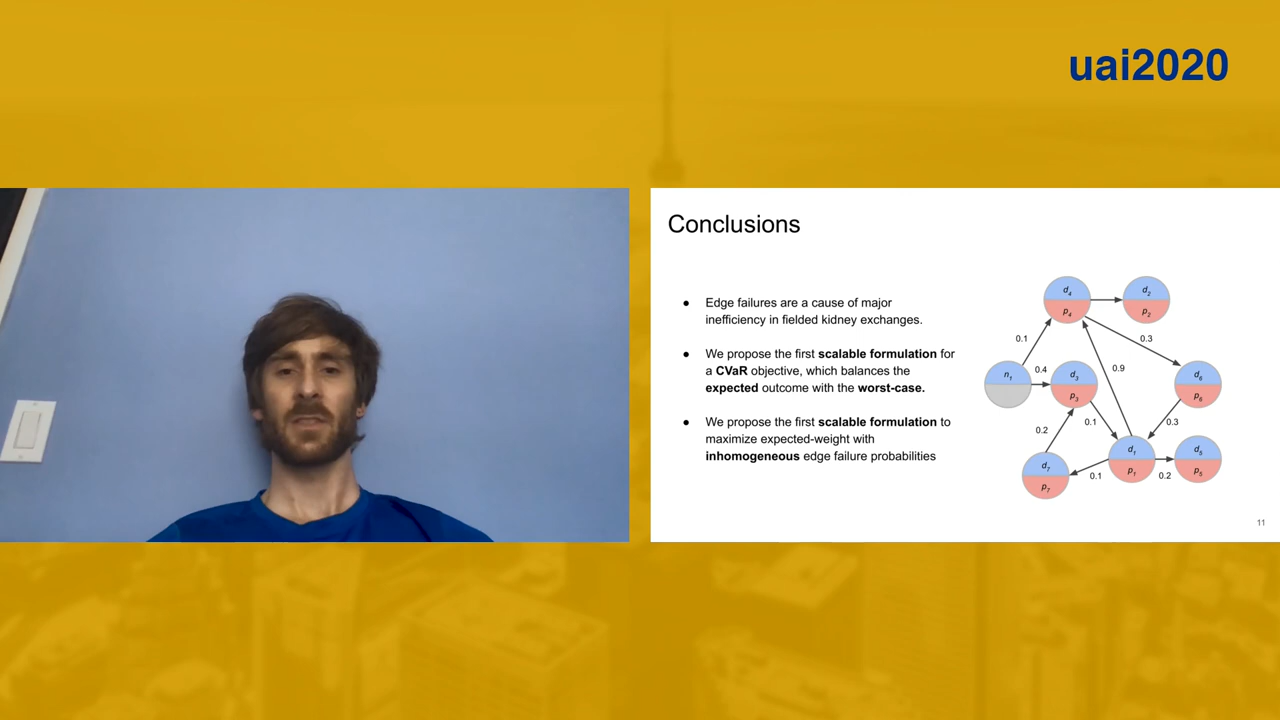 uai2020
Conclusions
● Edge failures are a cause of major
inefficiency in fielded kidney exchanges.
● We propose the first scalable formulation for
a CVaR objective, which balances the
expected outcome with the worst-case.
● We propose the first scalable formulation to
maximize expected-weight with
inhomogeneous edge failure probabilities
d4
p4
d2
p2
0.1
0.3
n1
0.4
d3
p3
0.9
d6
p6
0.2
0.1
0.3
d7
p7
0.1
d1
p1
0.2
d5
p5
11